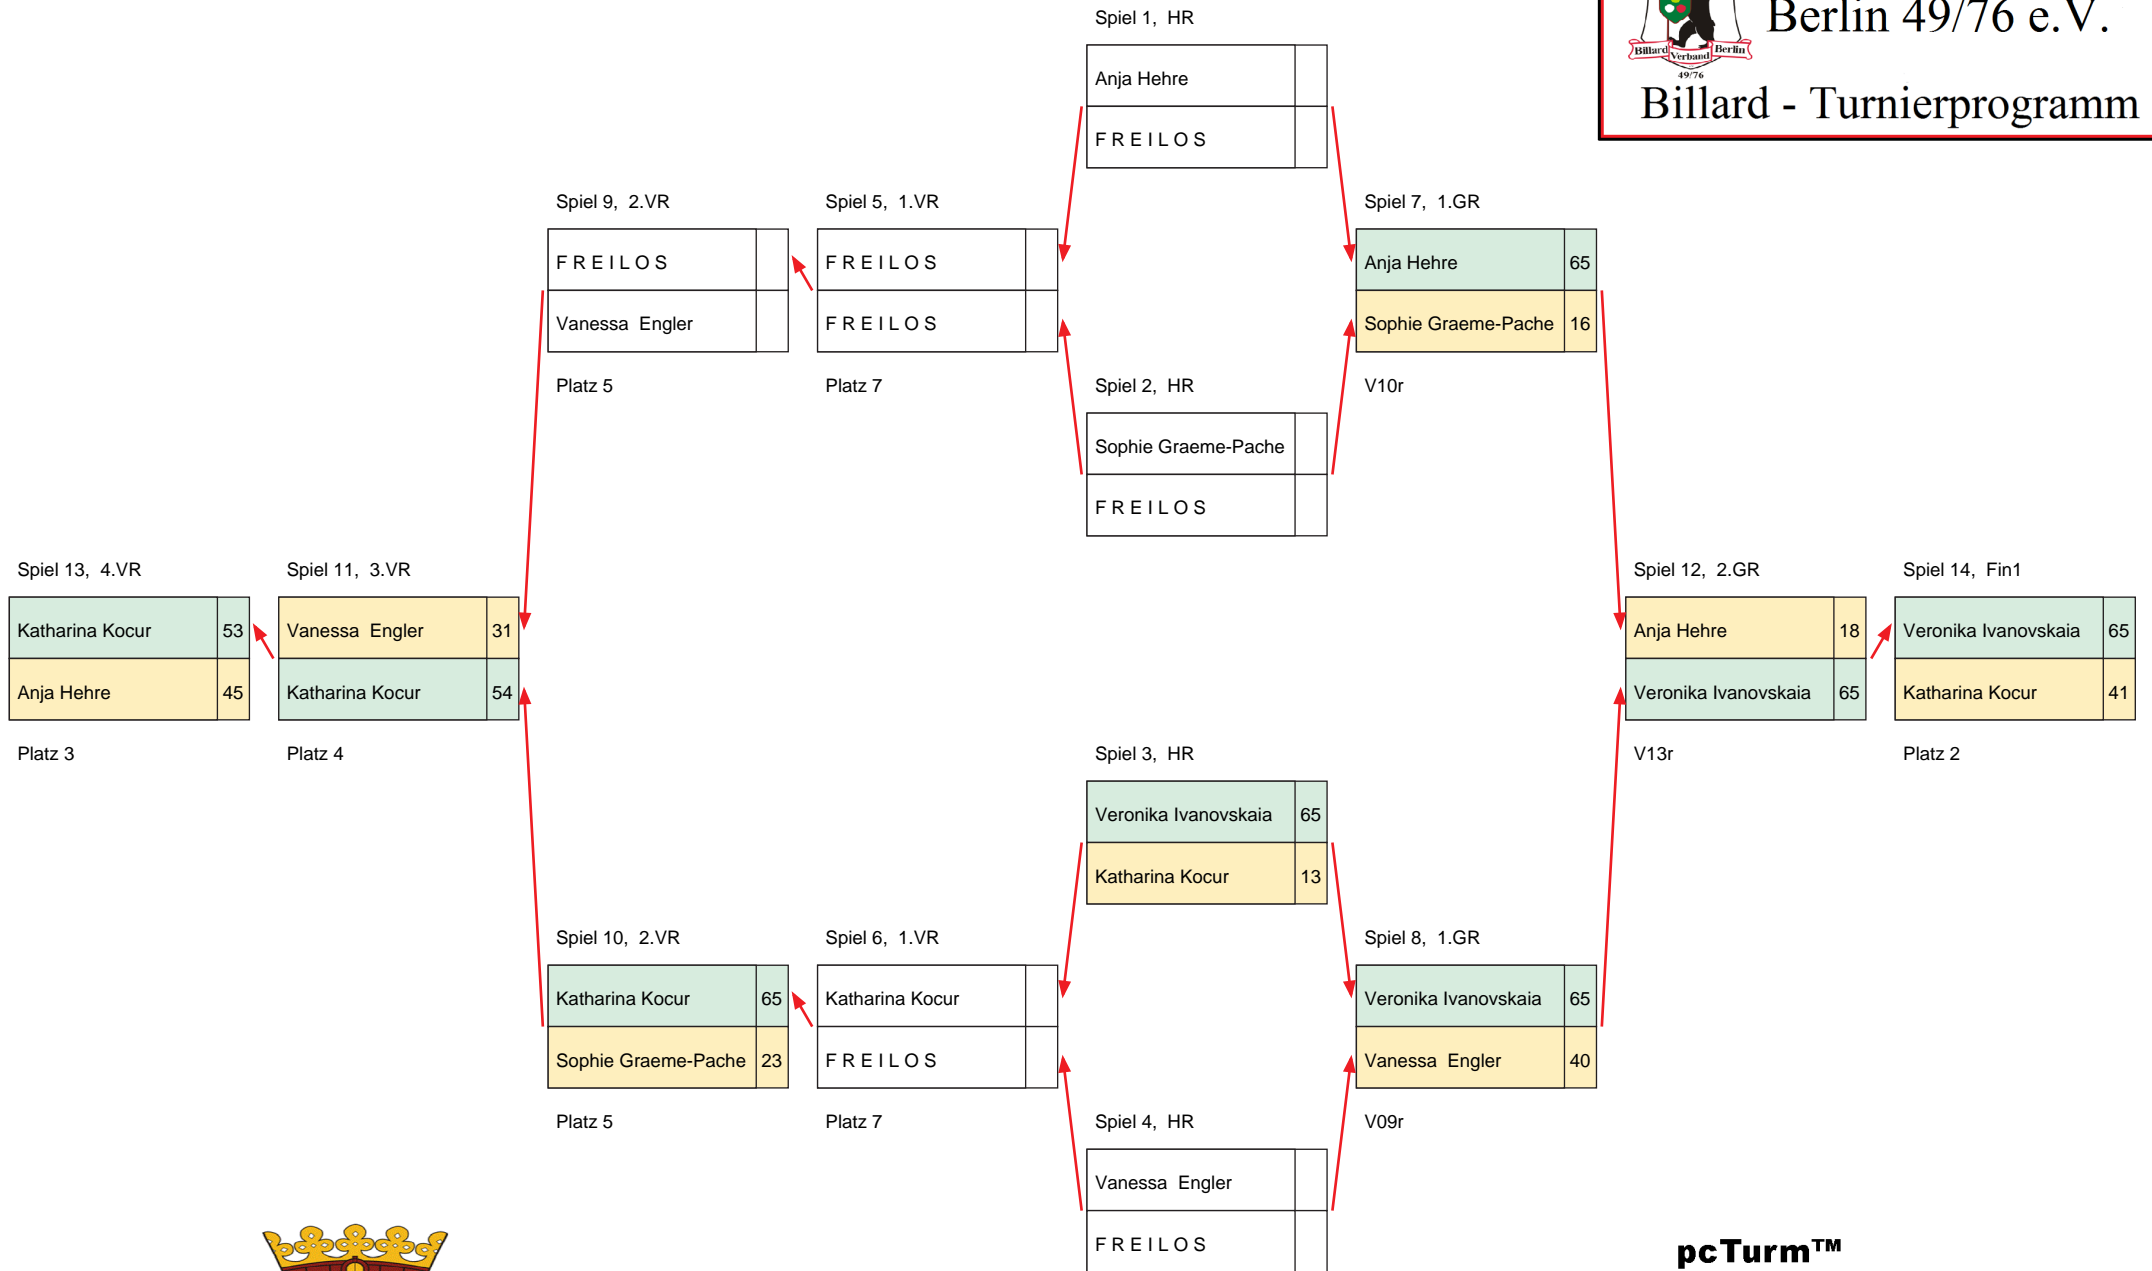 Berlin 49/76 e.V.
Billard Verband Berlin
49/76
Billard - Turnierprogramm
Spiel 1, HR
Anja Hehre
F R E I L O S
Spiel 9, 2.VR
F R E I L O S
Vanessa Engler
Platz 5
Spiel 5, 1.VR
F R E I L O S
F R E I L O S
Platz 7
Spiel 7, 1.GR
Anja Hehre 65
Sophie Graeme-Pache 16
V10r
Spiel 2, HR
Sophie Graeme-Pache
F R E I L O S
Spiel 13, 4.VR
Katharina Kocur 53
Anja Hehre 45
Platz 3
Spiel 11, 3.VR
Vanessa Engler 31
Katharina Kocur 54
Platz 4
Spiel 12, 2.GR
Anja Hehre 18
Veronika Ivanovskaia 65
V13r
Spiel 14, Fin1
Veronika Ivanovskaia 65
Katharina Kocur 41
Platz 2
Spiel 3, HR
Veronika Ivanovskaia 65
Katharina Kocur 13
Spiel 10, 2.VR
Katharina Kocur 65
Sophie Graeme-Pache 23
Platz 5
Spiel 6, 1.VR
Katharina Kocur
F R E I L O S
Platz 7
Spiel 8, 1.GR
Veronika Ivanovskaia 65
Vanessa Engler 40
V09r
Spiel 4, HR
Vanessa Engler
F R E I L O S
pcTurm™